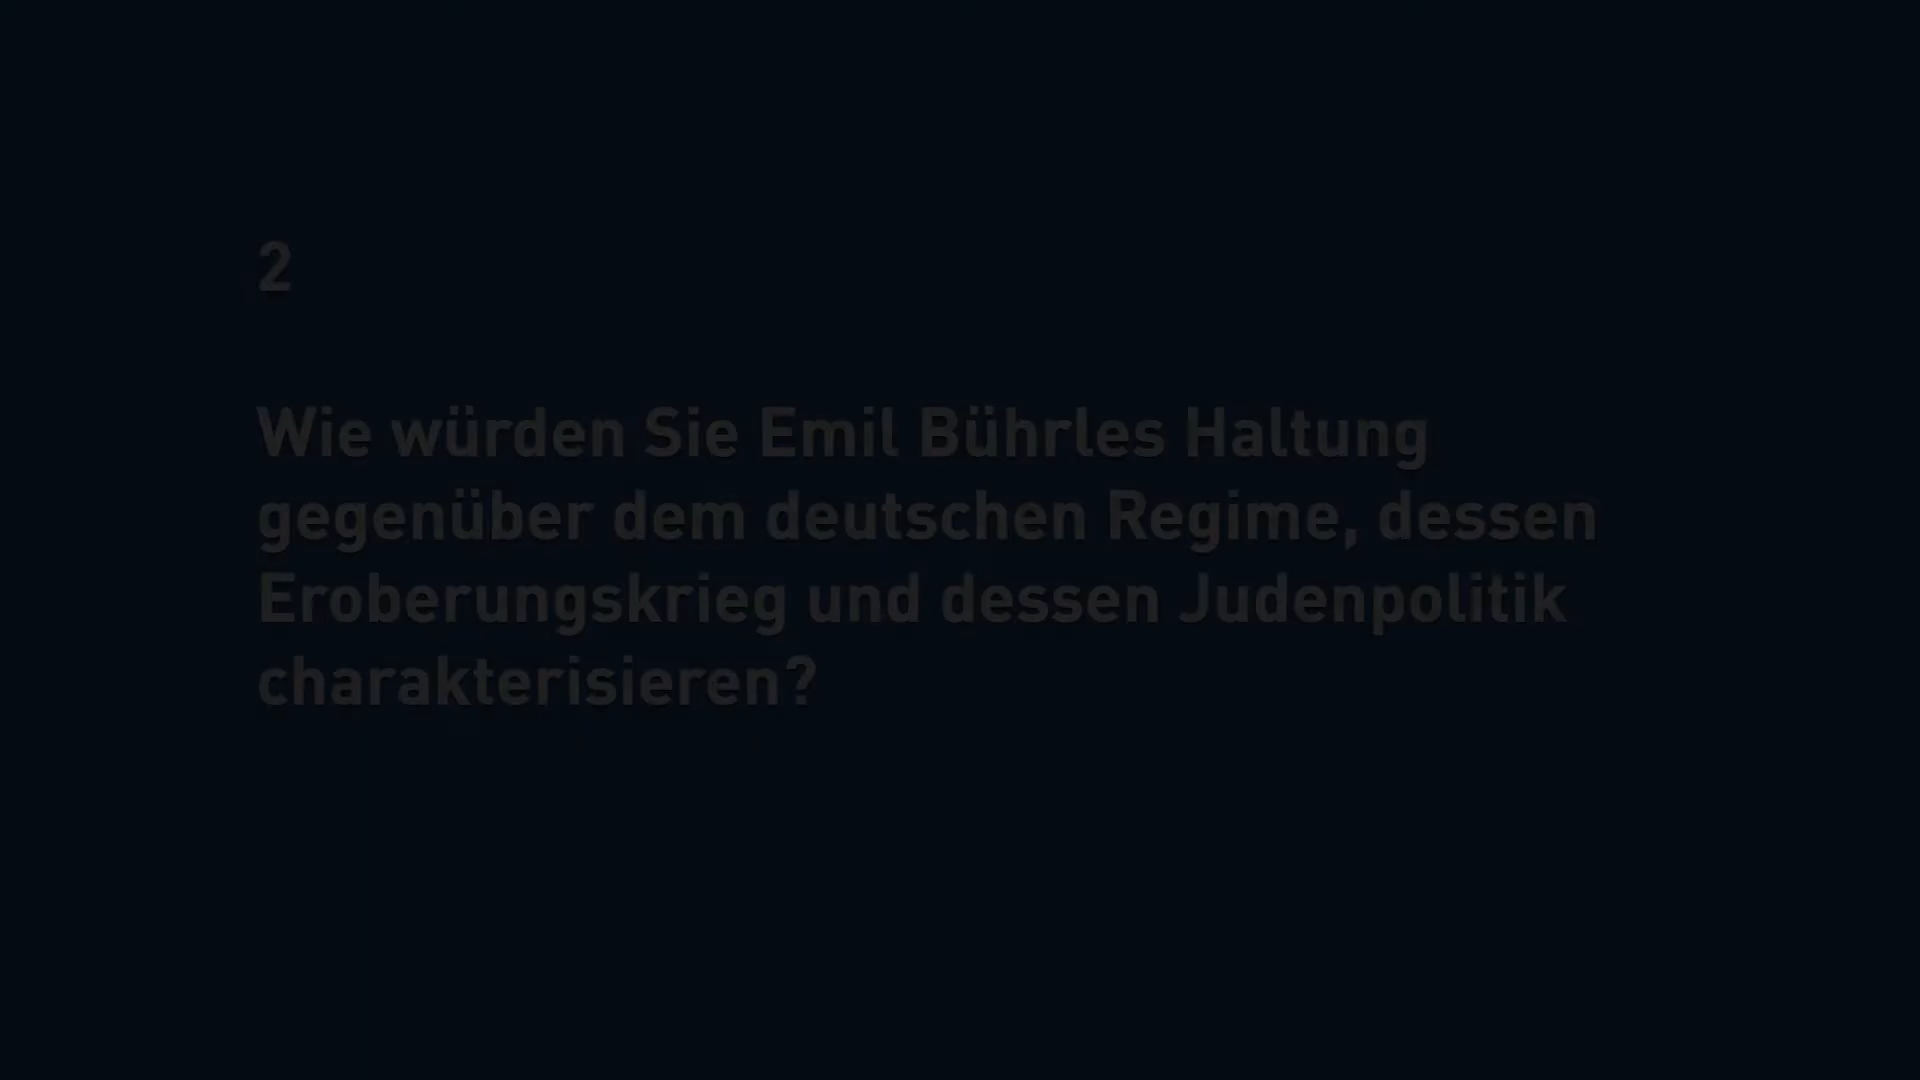 2
Wie würden Sie Emil Bührles Haltung
gegenüber dem deutschen Regime, dessen
Eroberungskrieg und dessen Judenpolitik
charakterisieren?